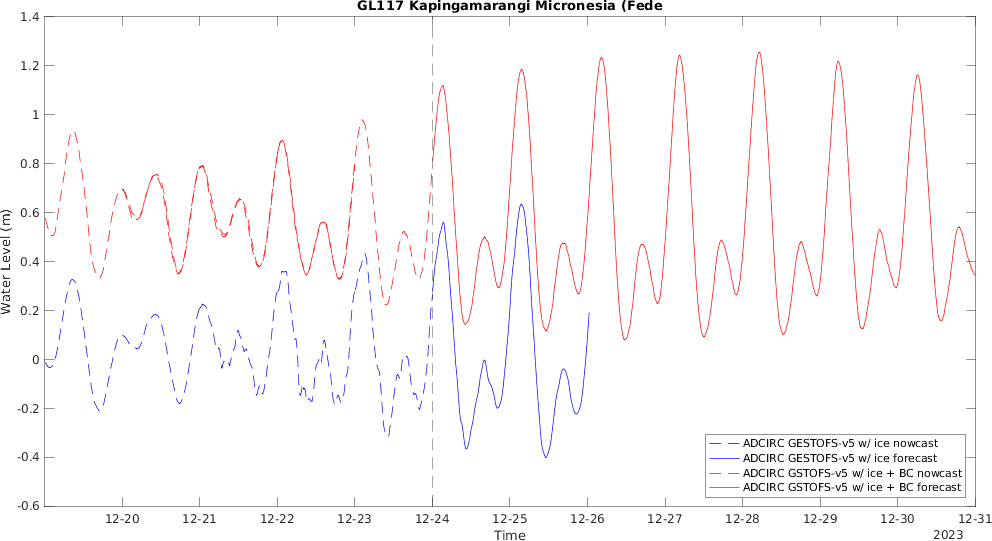 GL117 Kapingamarangi Micronesia (Fede
1.4
1.2
1
0.8
0.6
0.4
0.2
0
-0.2
-0.4
-0.6
Water Level (m)
ADCIRC GESTOFS-v5 w/ ice nowcast
ADCIRC GESTOFS-v5 w/ ice forecast
ADCIRC GSTOFS-v5 w/ ice + BC nowcast
ADCIRC GSTOFS-v5 w/ ice + BC forecast
12-20 12-21 12-22 12-23 12-24 12-25 12-26 12-27 12-28 12-29 12-30 12-31
Time
2023